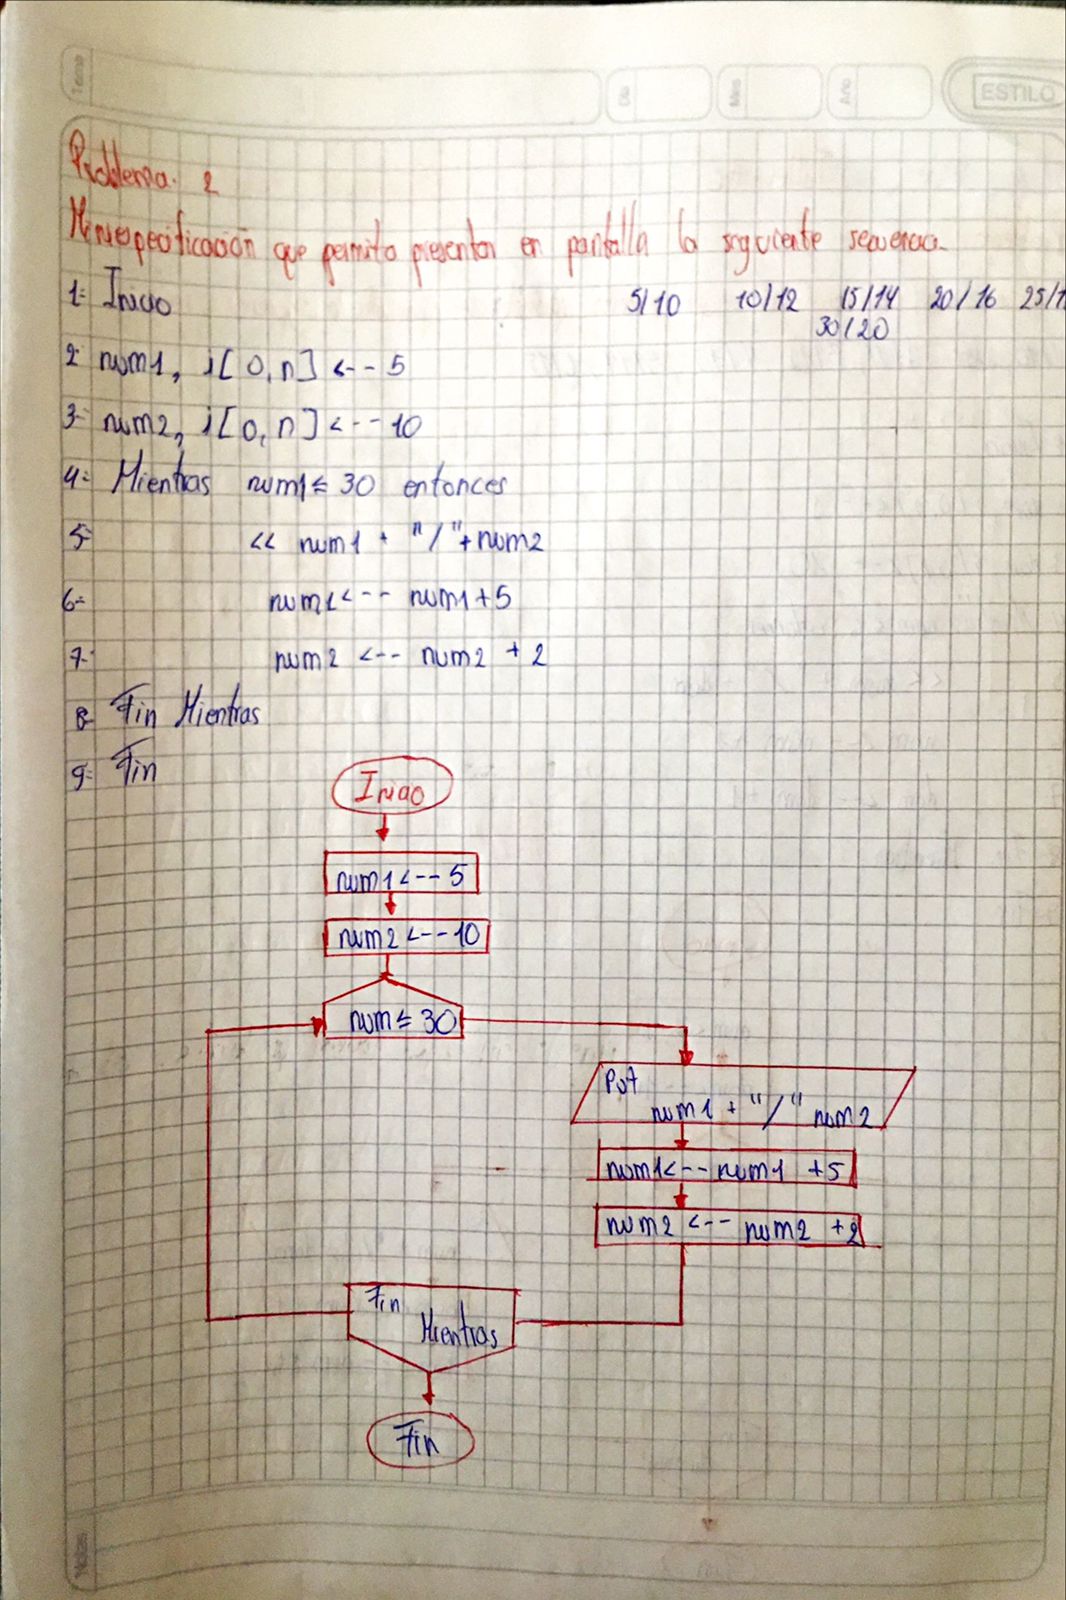 Tema
Día
Mes
Año
ESTILO
Problema. 2
Miniespecificación que permita presentar en pantalla la siguiente secuencia.
1- Inicio 5/10 10/12 15/14 20/16 25/1
30/20
2- num1, i[0,n] <-- 5
3- num2, i[0,n] <-- 10
4- Mientras num1≤ 30 entonces
5- << num1 + "/"+num2
6- num1<-- num1+5
7- num2 <-- num2 + 2
8- Fin Mientras
9- Fin
Inicio
num1<-- 5
num2 <--10
num≤ 30
Put
num1 + "/" num2
num1<--num1 +5
num2 <-- num2 +2
Fin
Mientras
Fin
Notas